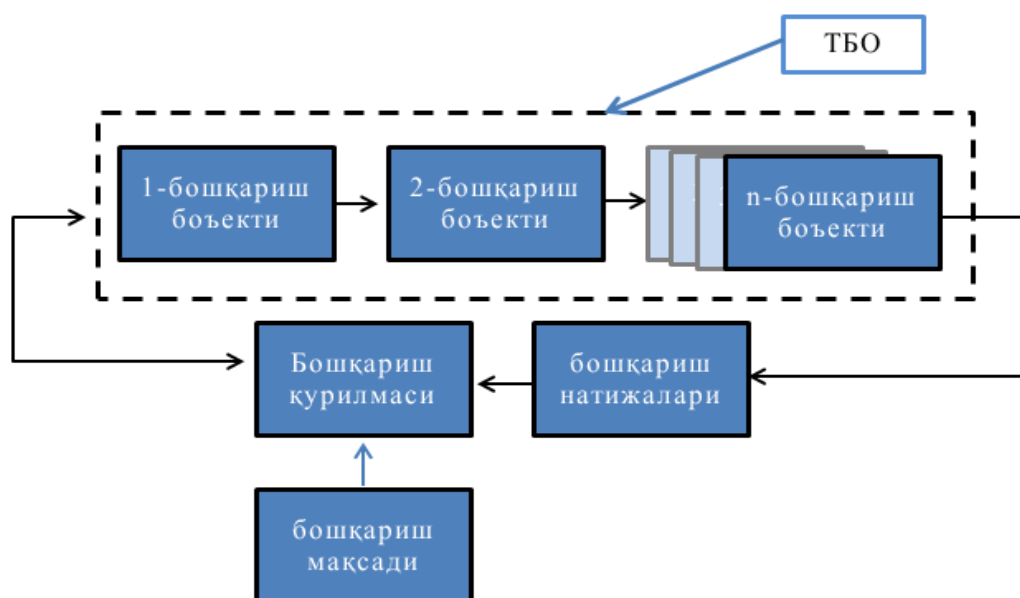 ТБО
1-бошқариш
боъекти
2-бошқариш
боъекти
n-бошқариш
боъекти
Бошқариш
қурилмаси
бошқариш
натижалари
бошқариш
мақсади